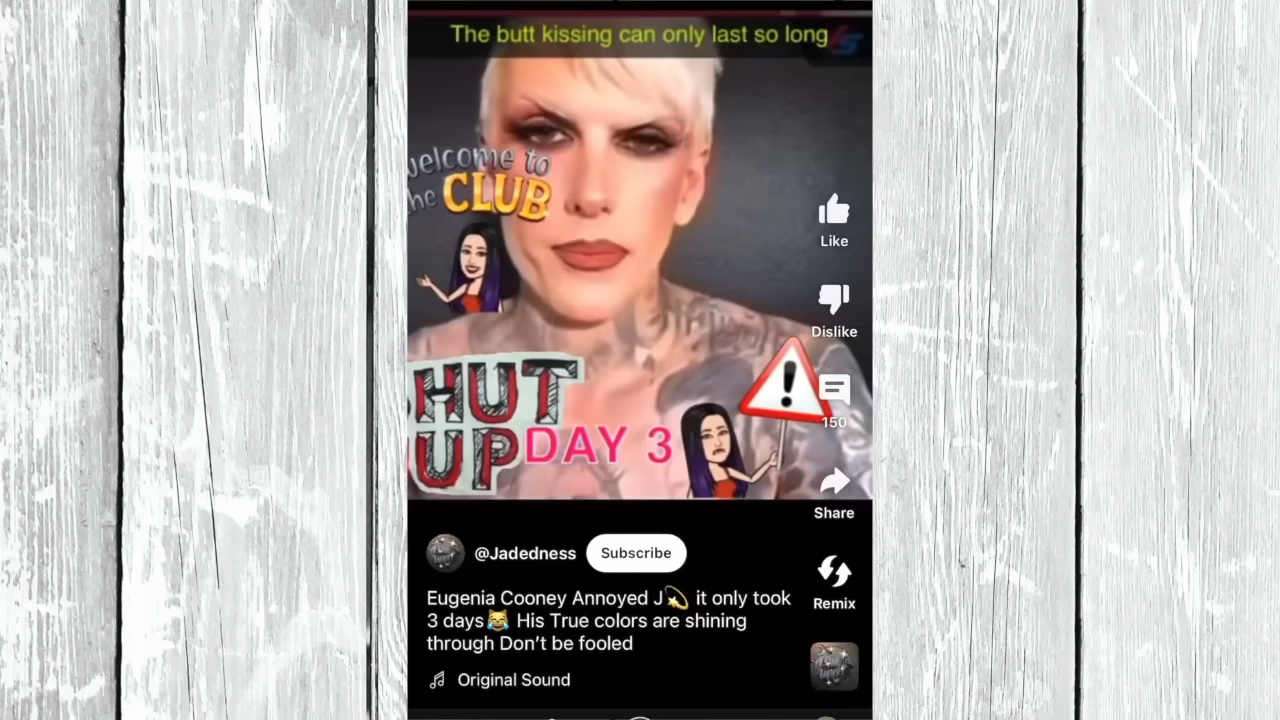 The butt kissing can only last so long
welcome to
the CLUB
SHUT
UP
DAY 3
Like
Dislike
150
Share
Remix
@Jadedness
Subscribe
Eugenia Cooney Annoyed J💫 it only took
3 days😹 His True colors are shining
through Don’t be fooled
Original Sound